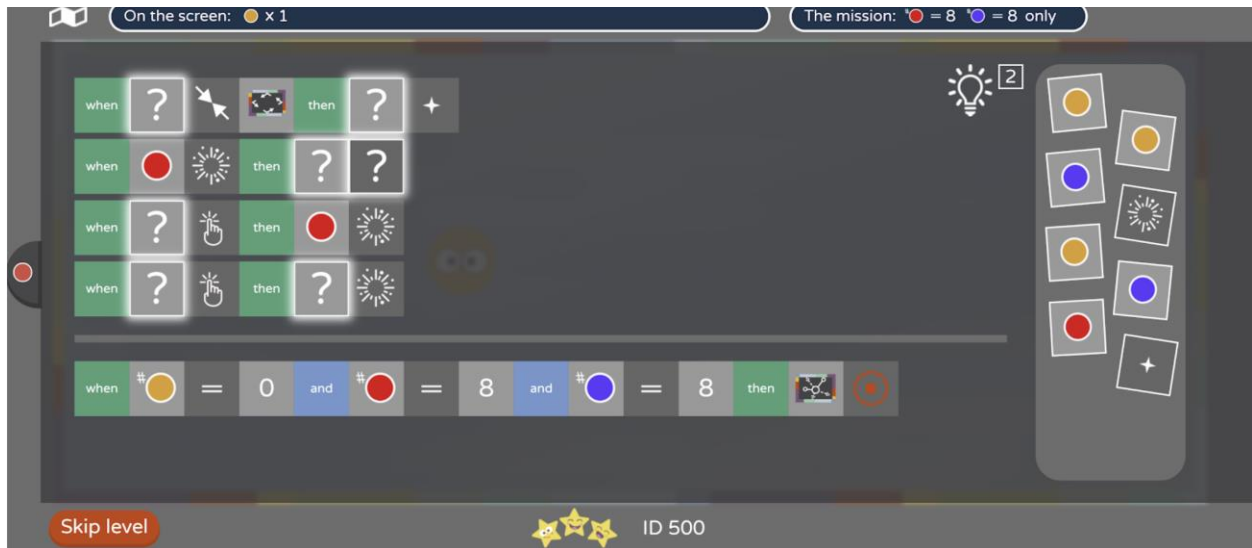 On the screen: x 1
The mission: # = 8 # = 8 only
when ? then ?
2
when then ? ?
when ? then
when ? then ?
when # = 0 and # = 8 and # = 8 then
Skip level
ID 500